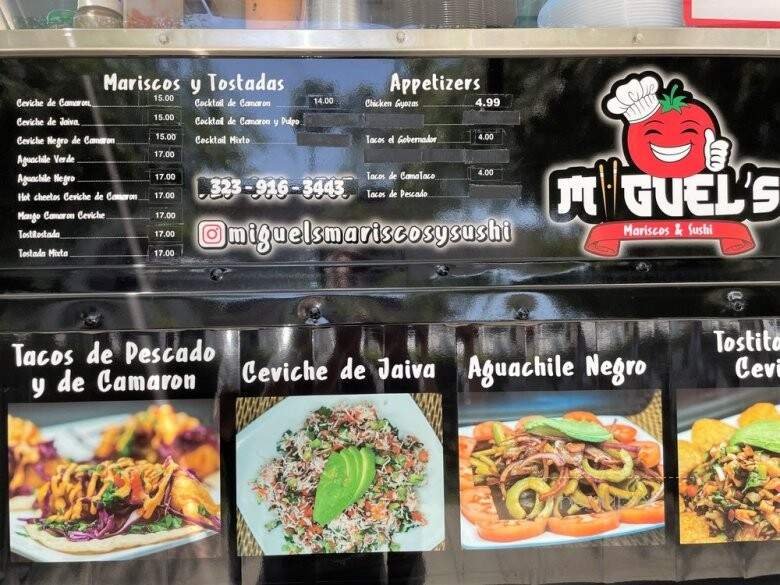 Mariscos y Tostadas
Ceviche de Camaron 15.00
Ceviche de Jaiva 15.00
Ceviche Negro de Camaron 15.00
Aguachile Verde 17.00
Aguachile Negro 17.00
Hot cheetos Ceviche de Camaron 17.00
Mango Camaron Ceviche 17.00
Tostitostada 17.00
Tostada Mixta 17.00
Cocktail de Camaron 14.00
Cocktail de Camaron y Pulpo
Cocktail Mixto
323-916-3443
miguelsmariscosysushi
Appetizers
Chicken Gyozas 4.99
Tacos el Gobernador 4.00
Tacos de CamaTaco 4.00
Tacos de Pescado
MIGUEL'S
Mariscos & Sushi
Tacos de Pescado
y de Camaron
Ceviche de Jaiva
Aguachile Negro
Tostito
Cevi